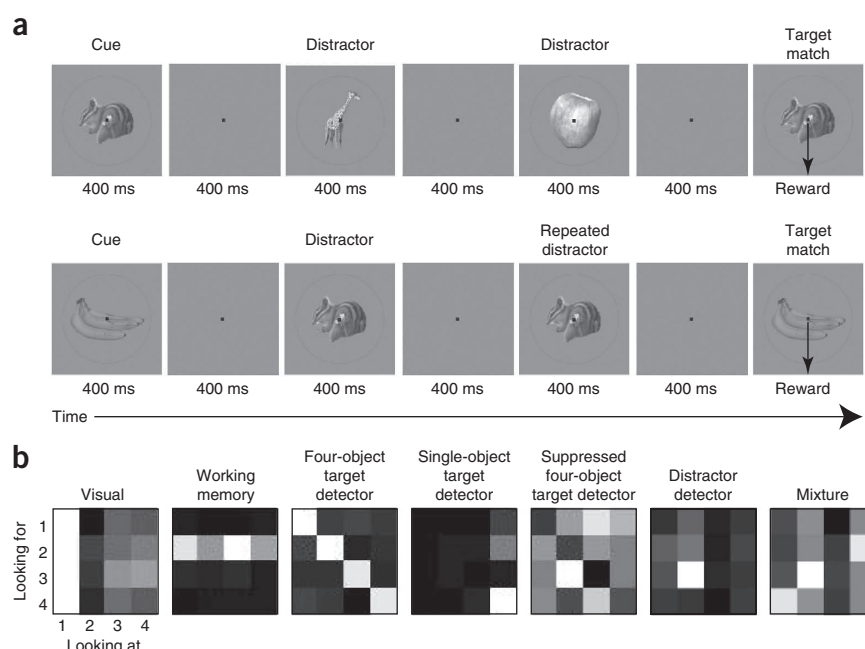 a
Cue Distractor Distractor Target match
400 ms 400 ms 400 ms 400 ms 400 ms 400 ms Reward
Cue Distractor Repeated distractor Target match
400 ms 400 ms 400 ms 400 ms 400 ms 400 ms Reward
Time
b
Visual
Working
memory
Four-object
target
detector
Single-object
target
detector
Suppressed
four-object
target detector
Distractor
detector
Mixture
Looking for
1
2
3
4
1 2 3 4
Looking at